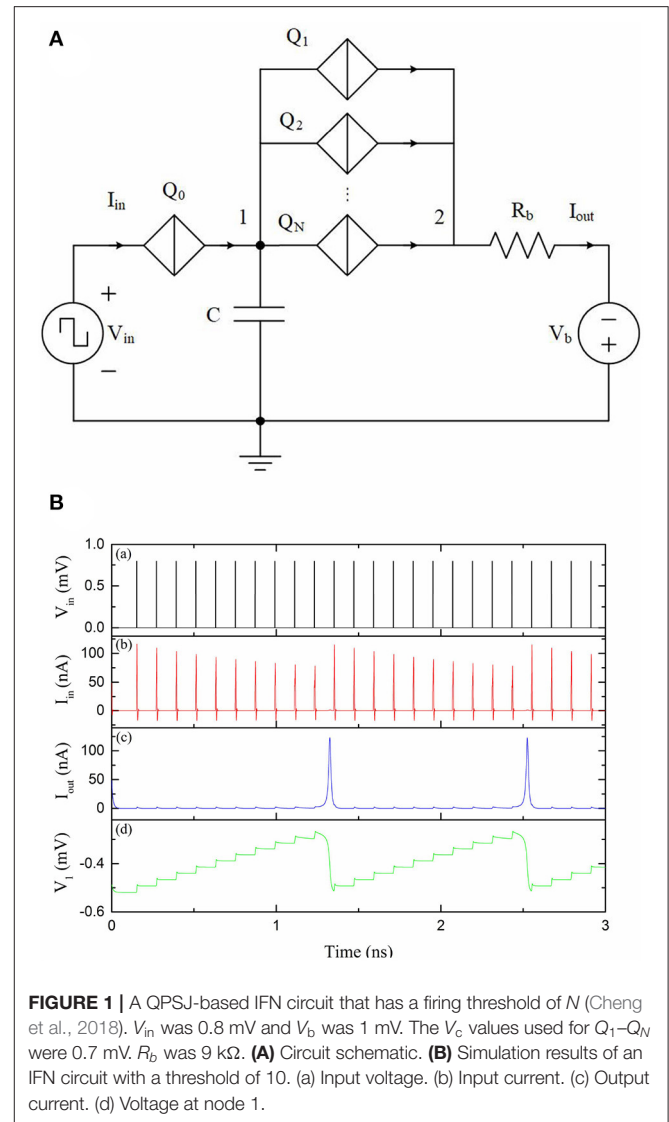 A
Q1
Q2
⋮
Iin
Q0
1
QN
2
Rb
Iout
+
C
Vin
−
−
+
Vb
B
(a)
1.0
0.5
0.0
Vin (mV)
(b)
100
50
0
Iin (nA)
(c)
100
50
0
Iout (nA)
(d)
-0.4
-0.6
V1 (mV)
0 1 2 3
Time (ns)
FIGURE 1 | A QPSJ-based IFN circuit that has a firing threshold of N (Cheng
et al., 2018). Vin was 0.8 mV and Vb was 1 mV. The Vc values used for Q1–QN
were 0.7 mV. Rb was 9 kΩ. (A) Circuit schematic. (B) Simulation results of an
IFN circuit with a threshold of 10. (a) Input voltage. (b) Input current. (c) Output
current. (d) Voltage at node 1.